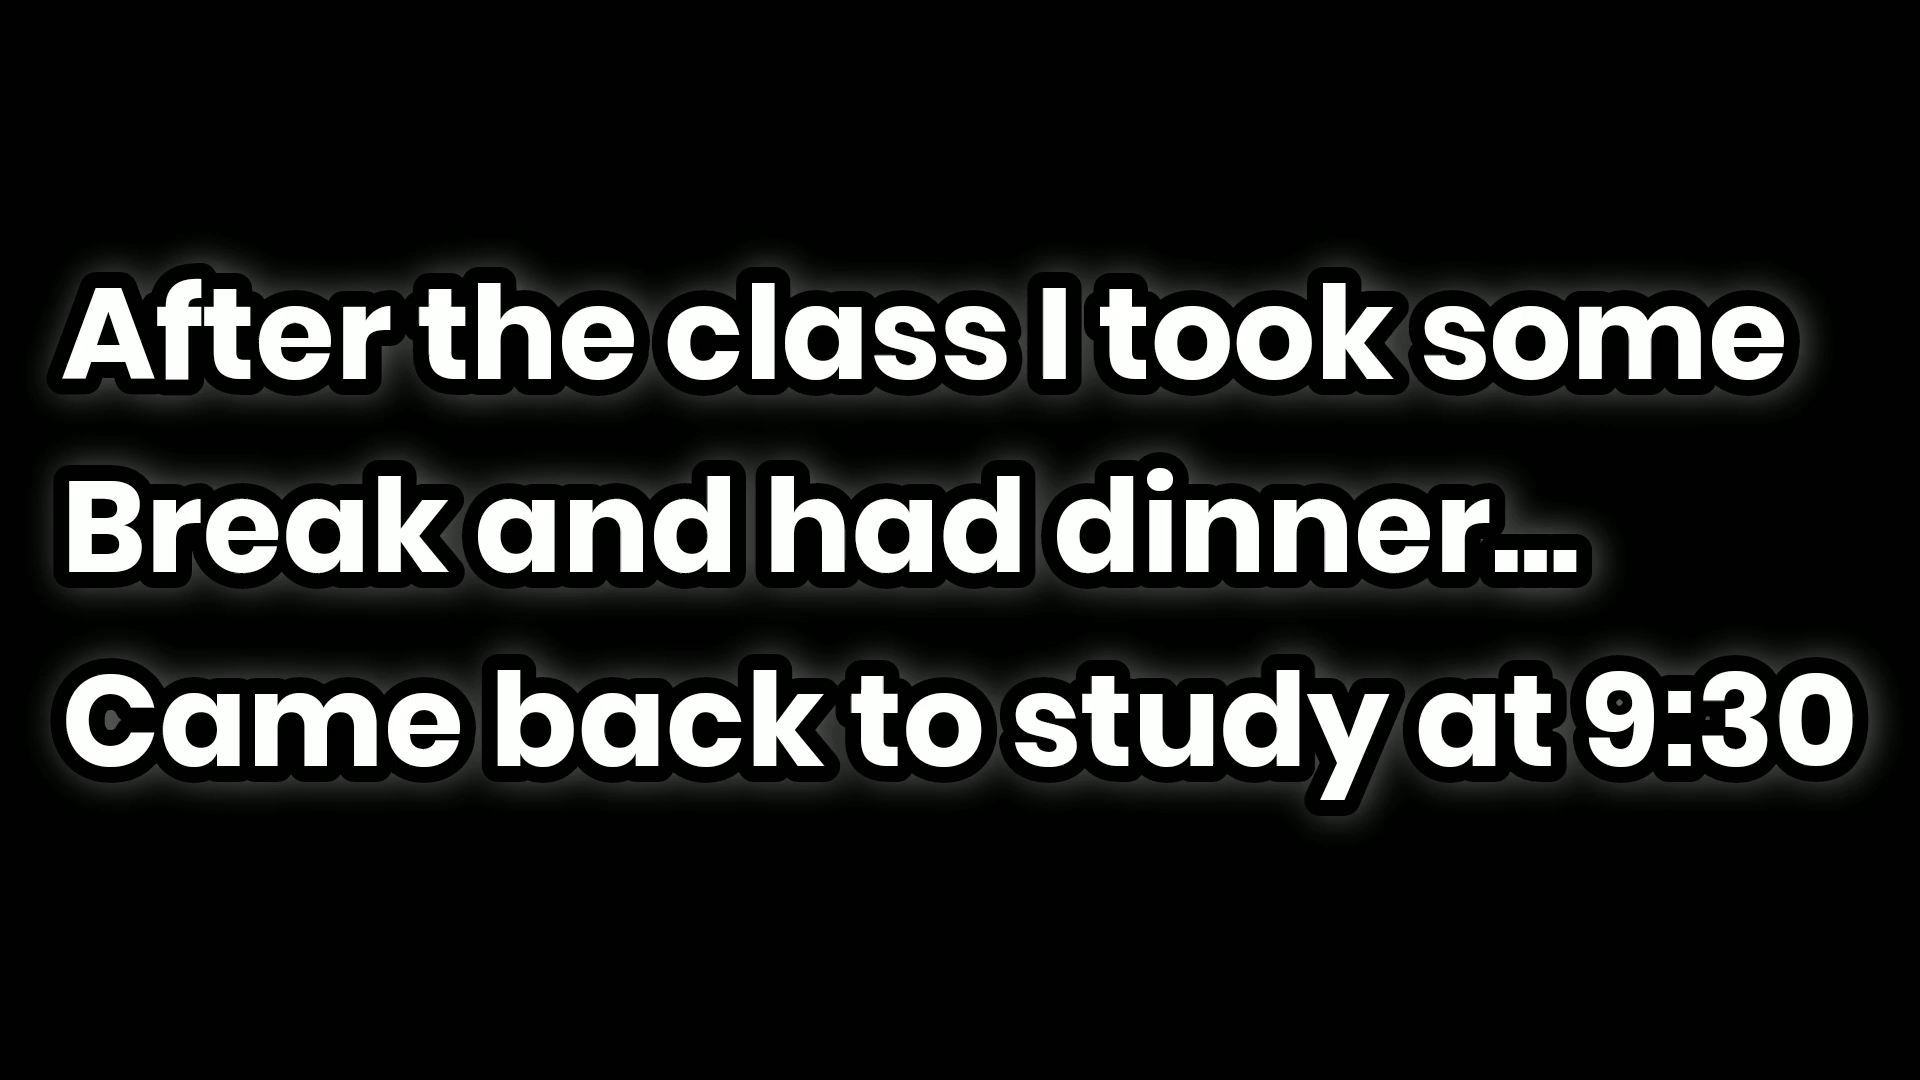 After the class I took some
Break and had dinner...
Came back to study at 9:30